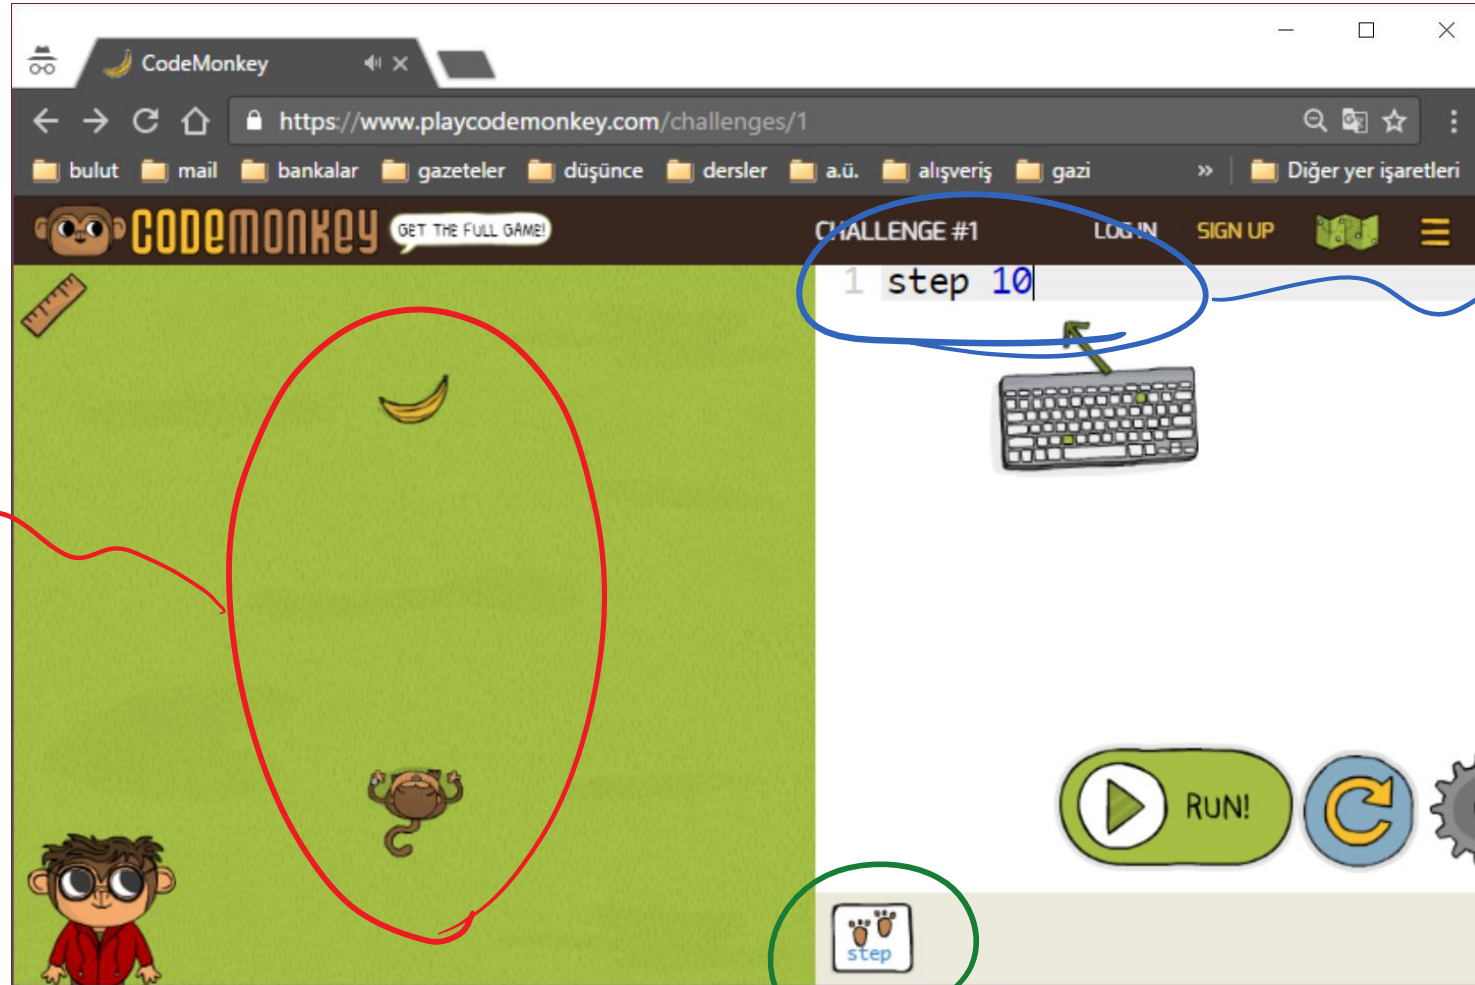 CodeMonkey
https://www.playcodemonkey.com/challenges/1
bulut mail bankalar gazeteler düşünce dersler a.ü. alışveriş gazi » Diğer yer işaretleri
CODEMONKEY GET THE FULL GAME! CHALLENGE #1 LOG IN SIGN UP
1 step 10
RUN!
step